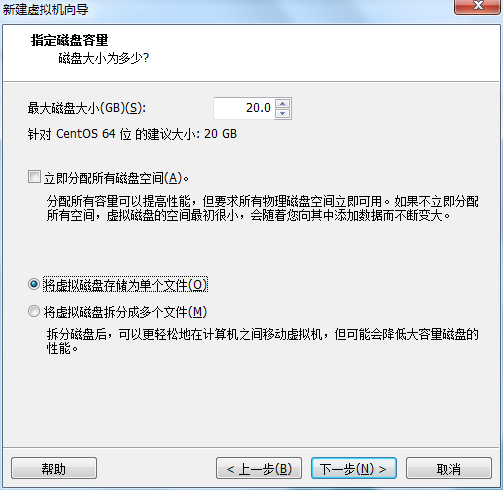 新建虚拟机向导
指定磁盘容量
磁盘大小为多少?
最大磁盘大小(GB)(S): 20.0
针对 CentOS 64 位 的建议大小: 20 GB
立即分配所有磁盘空间(A)。
分配所有容量可以提高性能，但要求所有物理磁盘空间立即可用。如果不立即分配
所有空间，虚拟磁盘的空间最初很小，会随着您向其中添加数据而不断变大。
将虚拟磁盘存储为单个文件(O)
将虚拟磁盘拆分成多个文件(M)
拆分磁盘后，可以更轻松地在计算机之间移动虚拟机，但可能会降低大容量磁盘的
性能。
帮助 < 上一步(B) 下一步(N) > 取消